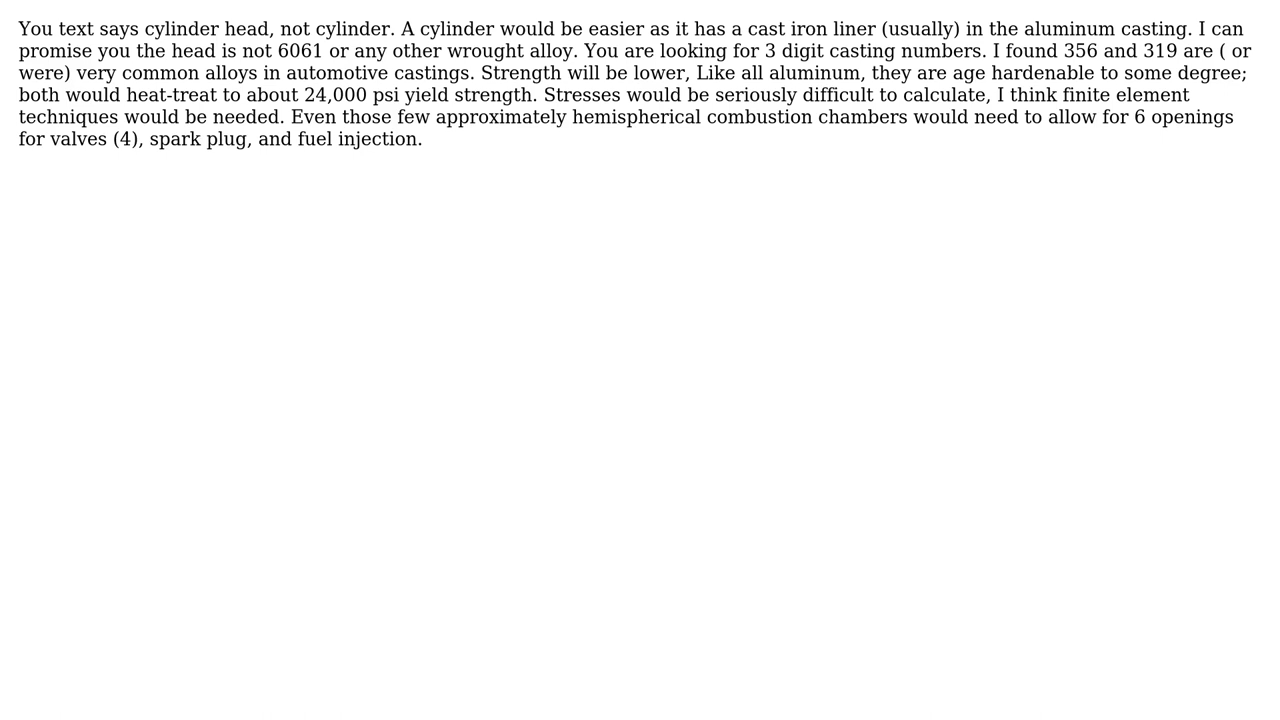 You text says cylinder head, not cylinder. A cylinder would be easier as it has a cast iron liner (usually) in the aluminum casting. I can
promise you the head is not 6061 or any other wrought alloy. You are looking for 3 digit casting numbers. I found 356 and 319 are ( or
were) very common alloys in automotive castings. Strength will be lower, Like all aluminum, they are age hardenable to some degree;
both would heat-treat to about 24,000 psi yield strength. Stresses would be seriously difficult to calculate, I think finite element
techniques would be needed. Even those few approximately hemispherical combustion chambers would need to allow for 6 openings
for valves (4), spark plug, and fuel injection.